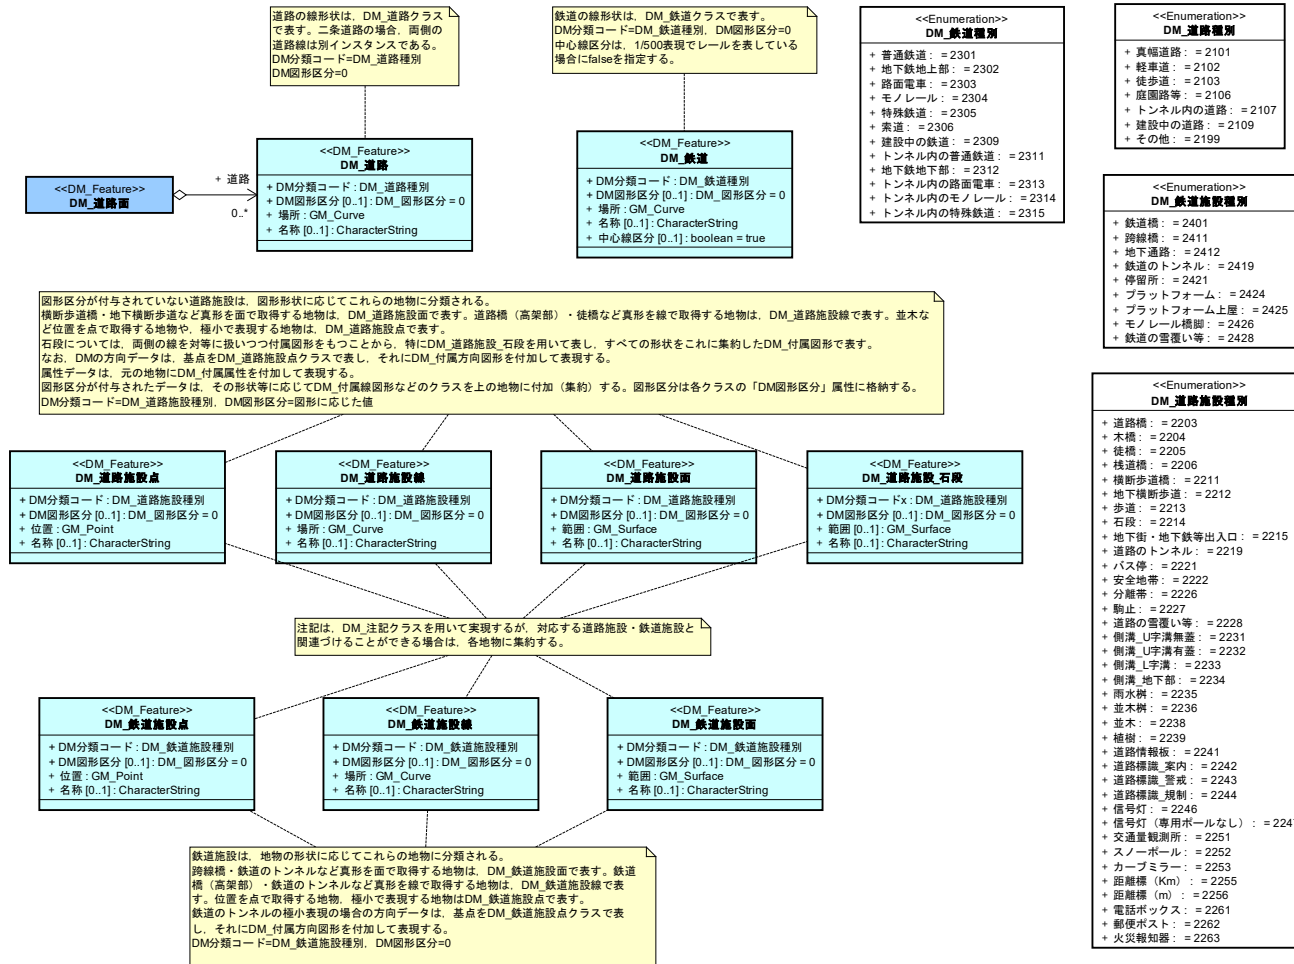 道路の線形状は、DM_道路クラス
で表す。二条道路の場合、両側の
道路線は別インスタンスである。
DM分類コード=DM_道路種別
DM図形区分=0
鉄道の線形状は、DM_鉄道クラスで表す。
DM分類コード=DM_鉄道種別、DM図形区分=0
中心線区分は、1/500表現でレールを表している
場合にfalseを指定する。
<<Enumeration>>
DM_鉄道種別
+ 普通鉄道： = 2301
+ 地下鉄地上部： = 2302
+ 路面電車： = 2303
+ モノレール： = 2304
+ 特殊鉄道： = 2305
+ 索道： = 2306
+ 建設中の鉄道： = 2309
+ トンネル内の普通鉄道： = 2311
+ 地下鉄地下部： = 2312
+ トンネル内の路面電車： = 2313
+ トンネル内のモノレール： = 2314
+ トンネル内の特殊鉄道： = 2315
<<Enumeration>>
DM_道路種別
+ 真幅道路： = 2101
+ 軽車道： = 2102
+ 徒歩道： = 2103
+ 庭園路等： = 2106
+ トンネル内の道路： = 2107
+ 建設中の道路： = 2109
+ その他： = 2199
<<DM_Feature>>
DM_道路面
+ 道路
0..*
<<DM_Feature>>
DM_道路
+ DM分類コード : DM_道路種別
+ DM図形区分 [0..1] : DM_図形区分 = 0
+ 場所 : GM_Curve
+ 名称 [0..1] : CharacterString
<<DM_Feature>>
DM_鉄道
+ DM分類コード : DM_鉄道種別
+ DM図形区分 [0..1] : DM_図形区分 = 0
+ 場所 : GM_Curve
+ 名称 [0..1] : CharacterString
+ 中心線区分 [0..1] : boolean = true
<<Enumeration>>
DM_鉄道施設種別
+ 鉄道橋： = 2401
+ 跨線橋： = 2411
+ 地下通路： = 2412
+ 鉄道のトンネル： = 2419
+ 停留所： = 2421
+ プラットフォーム： = 2424
+ プラットフォーム上屋： = 2425
+ モノレール橋脚： = 2426
+ 鉄道の雪覆い等： = 2428
図形区分が付与されていない道路施設は、図形形状に応じてこれらの地物に分類される。
横断歩道橋・地下横断歩道など真形を面で取得する地物は、DM_道路施設面で表す。道路橋（高架部）・徒橋など真形を線で取得する地物は、DM_道路施設線で表す。並木な
ど位置を点で取得する地物や、極小で表現する地物は、DM_道路施設点で表す。
石段については、両側の線を対等に扱いつつ付属図形をもつことから、特にDM_道路施設_石段を用いて表し、すべての形状をこれに集約したDM_付属図形で表す。
なお、DMの方向データは、基点をDM_道路施設点クラスで表し、それにDM_付属方向図形を付加して表現する。
属性データは、元の地物にDM_付属属性を付加して表現する。
図形区分が付与されたデータは、その形状等に応じてDM_付属線図形などのクラスを上の地物に付加（集約）する。図形区分は各クラスの「DM図形区分」属性に格納する。
DM分類コード=DM_道路施設種別、DM図形区分=図形に応じた値
<<DM_Feature>>
DM_道路施設点
+ DM分類コード : DM_道路施設種別
+ DM図形区分 [0..1] : DM_図形区分 = 0
+ 位置 : GM_Point
+ 名称 [0..1] : CharacterString
<<DM_Feature>>
DM_道路施設線
+ DM分類コード : DM_道路施設種別
+ DM図形区分 [0..1] : DM_図形区分 = 0
+ 場所 : GM_Curve
+ 名称 [0..1] : CharacterString
<<DM_Feature>>
DM_道路施設面
+ DM分類コード : DM_道路施設種別
+ DM図形区分 [0..1] : DM_図形区分 = 0
+ 範囲 : GM_Surface
+ 名称 [0..1] : CharacterString
<<DM_Feature>>
DM_道路施設_石段
+ DM分類コードx : DM_道路施設種別
+ DM図形区分 [0..1] : DM_図形区分 = 0
+ 範囲 [0..1] : GM_Surface
+ 名称 [0..1] : CharacterString
<<Enumeration>>
DM_道路施設種別
+ 道路橋： = 2203
+ 木橋： = 2204
+ 徒橋： = 2205
+ 桟道橋： = 2206
+ 横断歩道橋： = 2211
+ 地下横断歩道： = 2212
+ 歩道： = 2213
+ 石段： = 2214
+ 地下街・地下鉄等出入口： = 2215
+ 道路のトンネル： = 2219
+ バス停： = 2221
+ 安全地帯： = 2222
+ 分離帯： = 2226
+ 駒止： = 2227
+ 道路の雪覆い等： = 2228
+ 側溝_U字溝無蓋： = 2231
+ 側溝_U字溝有蓋： = 2232
+ 側溝_L字溝： = 2233
+ 側溝_地下部： = 2234
+ 雨水桝： = 2235
+ 並木桝： = 2236
+ 並木： = 2238
+ 植樹： = 2239
+ 道路情報板： = 2241
+ 道路標識_案内： = 2242
+ 道路標識_警戒： = 2243
+ 道路標識_規制： = 2244
+ 信号灯： = 2246
+ 信号灯（専用ポールなし）： = 2247
+ 交通量観測所： = 2251
+ スノーポール： = 2252
+ カーブミラー： = 2253
+ 距離標（Km）： = 2255
+ 距離標（m）： = 2256
+ 電話ボックス： = 2261
+ 郵便ポスト： = 2262
+ 火災報知器： = 2263
注記は、DM_注記クラスを用いて実現するが、対応する道路施設・鉄道施設と
関連づけることができる場合は、各地物に集約する。
<<DM_Feature>>
DM_鉄道施設点
+ DM分類コード : DM_鉄道施設種別
+ DM図形区分 [0..1] : DM_図形区分 = 0
+ 位置 : GM_Point
+ 名称 [0..1] : CharacterString
<<DM_Feature>>
DM_鉄道施設線
+ DM分類コード : DM_鉄道施設種別
+ DM図形区分 [0..1] : DM_図形区分 = 0
+ 場所 : GM_Curve
+ 名称 [0..1] : CharacterString
<<DM_Feature>>
DM_鉄道施設面
+ DM分類コード : DM_鉄道施設種別
+ DM図形区分 [0..1] : DM_図形区分 = 0
+ 範囲 : GM_Surface
+ 名称 [0..1] : CharacterString
鉄道施設は、地物の形状に応じてこれらの地物に分類される。
跨線橋・鉄道のトンネルなど真形を面で取得する地物は、DM_鉄道施設面で表す。鉄道
橋（高架部）・鉄道のトンネルなど真形を線で取得する地物は、DM_鉄道施設線で表
す。位置を点で取得する地物、極小で表現する地物はDM_鉄道施設点で表す。
鉄道のトンネルの極小表現の場合の方向データは、基点をDM_鉄道施設点クラスで表
し、それにDM_付属方向図形を付加して表現する。
DM分類コード=DM_鉄道施設種別、DM図形区分=0